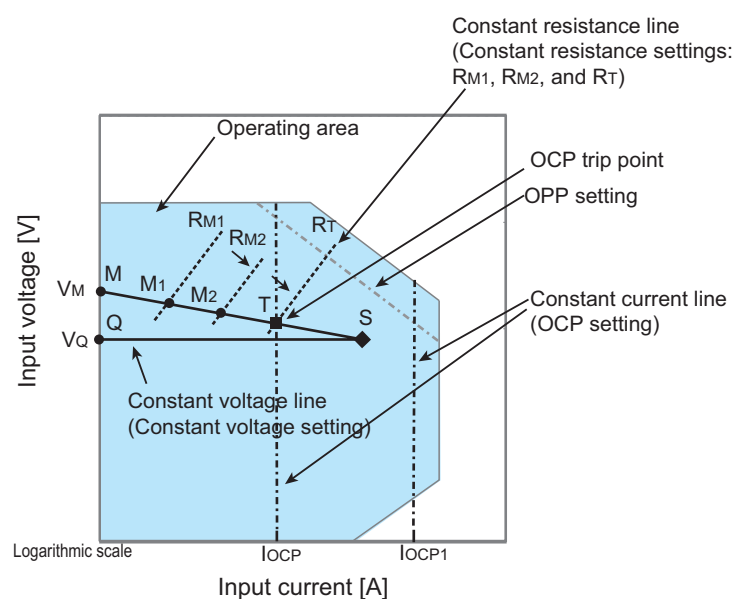 Constant resistance line
(Constant resistance settings:
RM1, RM2, and RT)
Operating area
OCP trip point
OPP setting
RM1
RM2
RT
Input voltage [V]
VM
M
M1
M2
T
S
Constant current line
(OCP setting)
VQ
Q
Constant voltage line
(Constant voltage setting)
Logarithmic scale
IOCP
IOCP1
Input current [A]